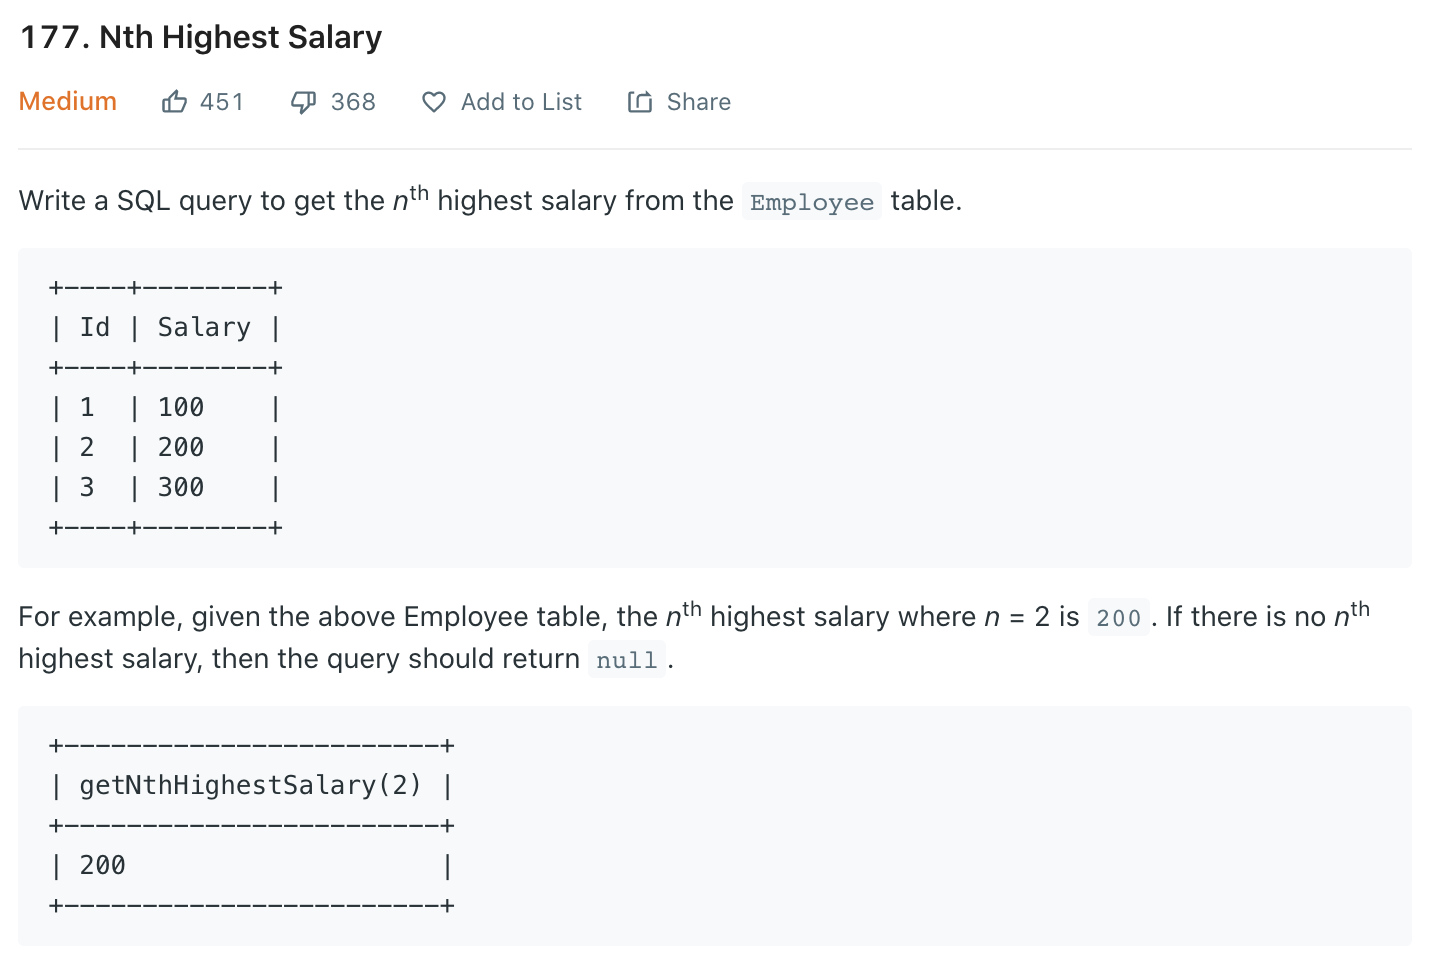 177. Nth Highest Salary
Medium 451 368 Add to List Share
Write a SQL query to get the nth highest salary from the Employee table.
+----+--------+
| Id | Salary |
+----+--------+
| 1  | 100    |
| 2  | 200    |
| 3  | 300    |
+----+--------+
For example, given the above Employee table, the nth highest salary where n = 2 is 200. If there is no nth
highest salary, then the query should return null.
+------------------------+
| getNthHighestSalary(2) |
+------------------------+
| 200                    |
+------------------------+